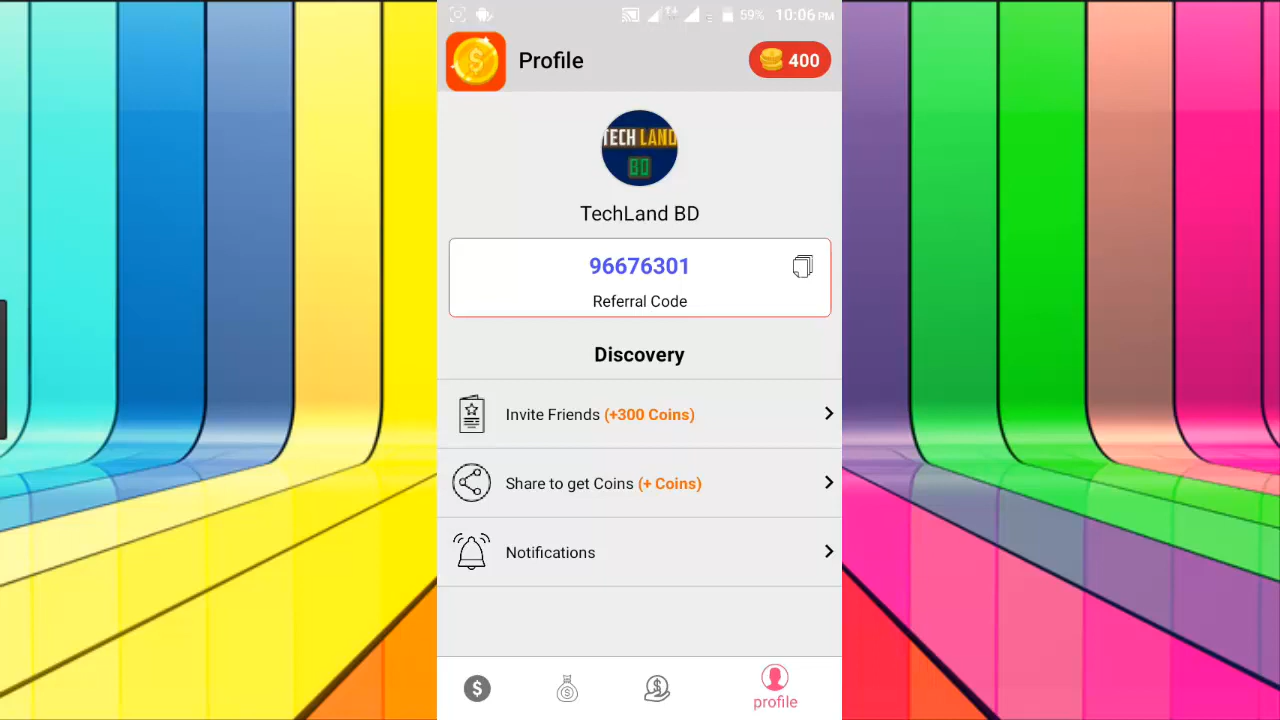 59% 10:06 PM
Profile
400
TECH LAND
BD
TechLand BD
96676301
Referral Code
Discovery
Invite Friends (+300 Coins)
Share to get Coins (+ Coins)
Notifications
profile